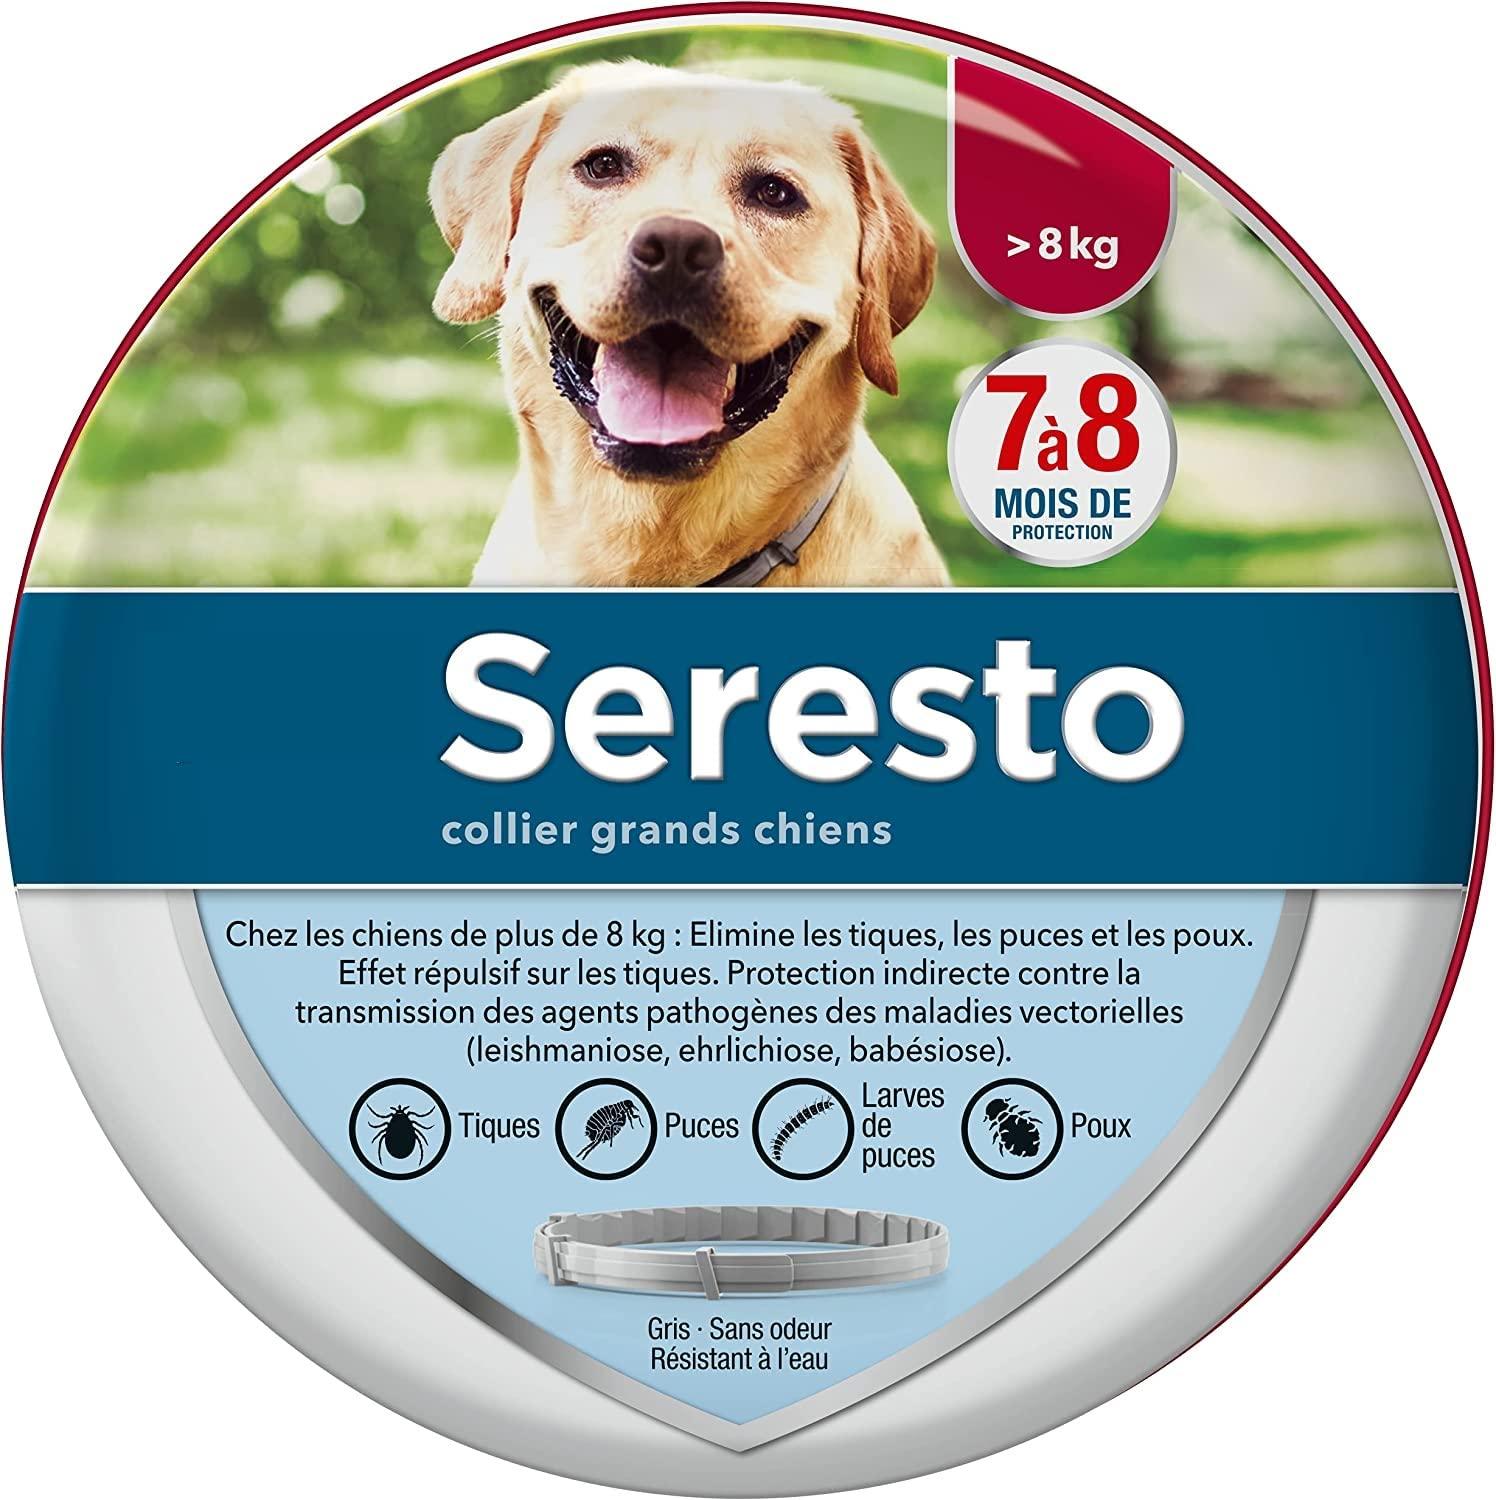 > 8 kg
7 à 8
MOIS DE
PROTECTION
Seresto
collier grands chiens
Chez les chiens de plus de 8 kg : Elimine les tiques, les puces et les poux.
Effet répulsif sur les tiques. Protection indirecte contre la
transmission des agents pathogènes des maladies vectorielles
(leishmaniose, ehrlichiose, babésiose).
Tiques
Puces
Larves
de
puces
Poux
Gris · Sans odeur
Résistant à l'eau